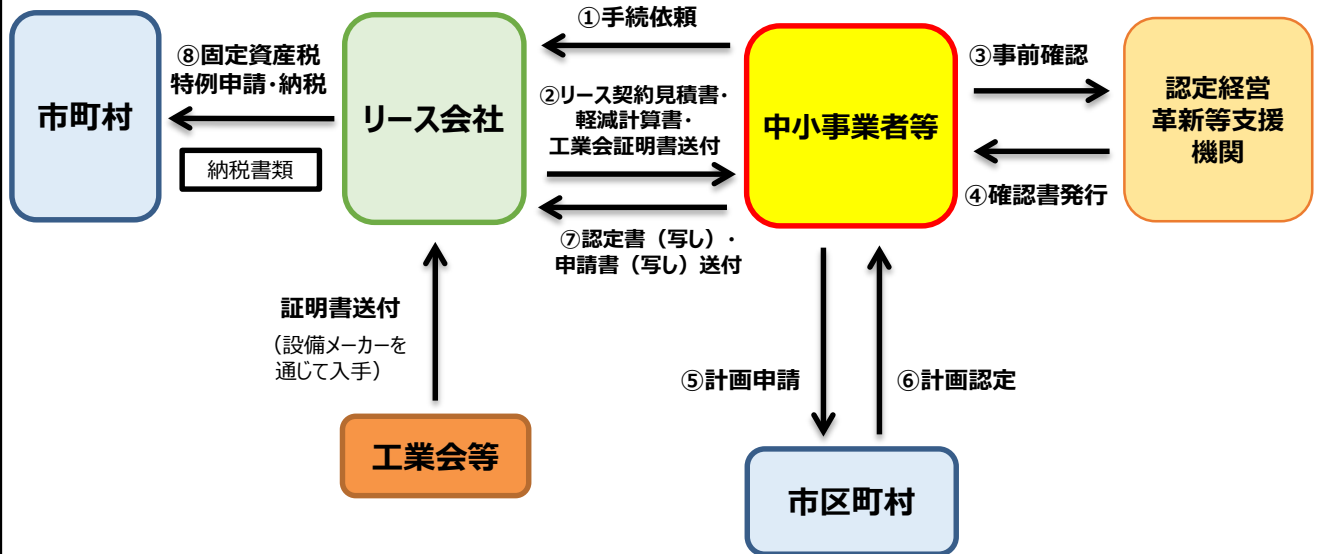 ①手続依頼
⑧固定資産税
特例申請・納税
市町村
納税書類
リース会社
②リース契約見積書・
軽減計算書・
工業会証明書送付
中小事業者等
③事前確認
認定経営
革新等支援
機関
④確認書発行
⑦認定書（写し）・
申請書（写し）送付
証明書送付
（設備メーカーを
通じて入手）
⑤計画申請
⑥計画認定
工業会等
市区町村